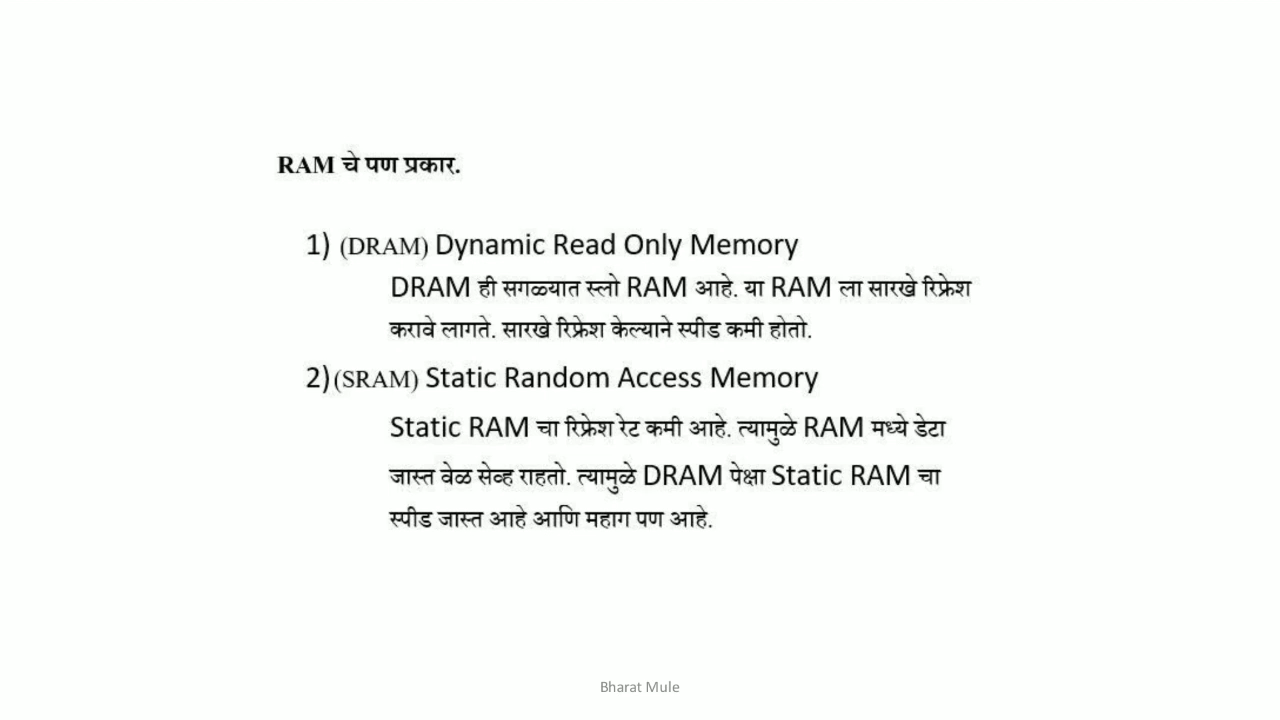 RAM चे पण प्रकार.
1) (DRAM) Dynamic Read Only Memory
DRAM ही सगळ्यात स्लो RAM आहे. या RAM ला सारखे रिफ्रेश
करावे लागते. सारखे रिफ्रेश केल्याने स्पीड कमी होतो.
2)(SRAM) Static Random Access Memory
Static RAM चा रिफ्रेश रेट कमी आहे. त्यामुळे RAM मध्ये डेटा
जास्त वेळ सेव्ह राहतो. त्यामुळे DRAM पेक्षा Static RAM चा
स्पीड जास्त आहे आणि महाग पण आहे.
Bharat Mule